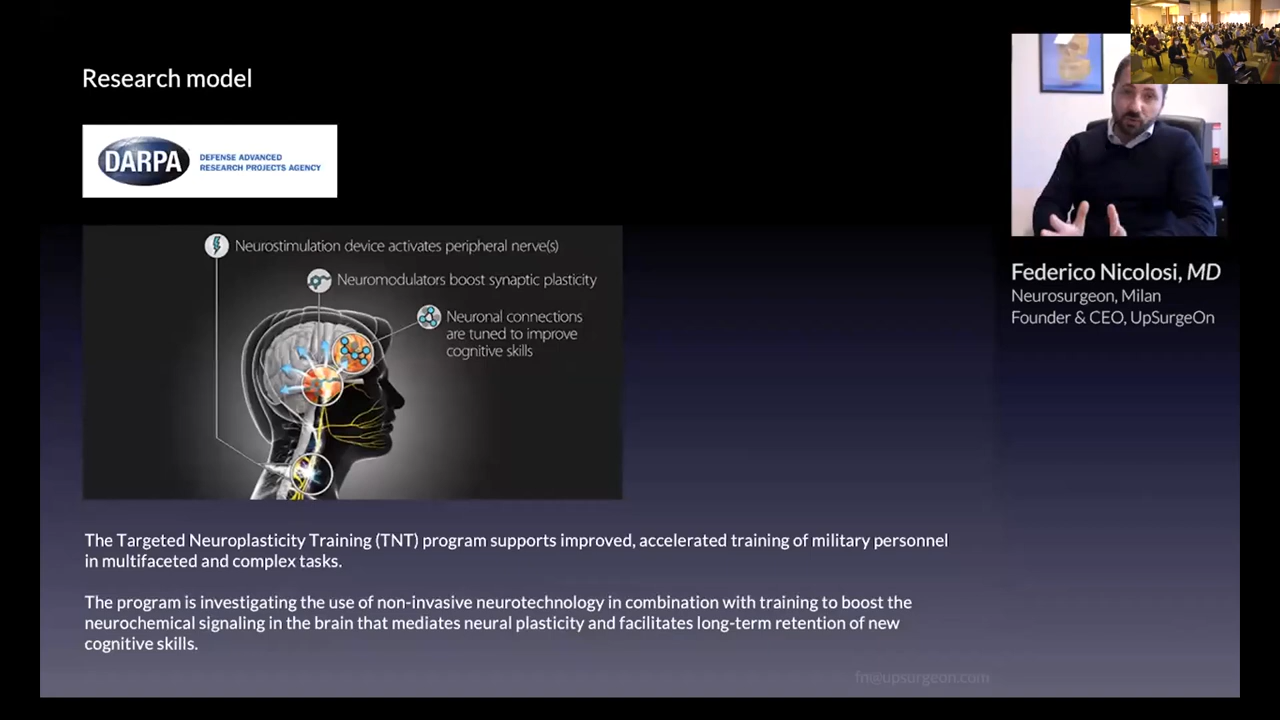 Research model
DARPA
DEFENSE ADVANCED
RESEARCH PROJECTS AGENCY
Neurostimulation device activates peripheral nerve(s)
Neuromodulators boost synaptic plasticity
Neuronal connections
are tuned to improve
cognitive skills
The Targeted Neuroplasticity Training (TNT) program supports improved, accelerated training of military personnel
in multifaceted and complex tasks.
The program is investigating the use of non-invasive neurotechnology in combination with training to boost the
neurochemical signaling in the brain that mediates neural plasticity and facilitates long-term retention of new
cognitive skills.
fn@upsurgeon.com
Federico Nicolosi, MD
Neurosurgeon, Milan
Founder & CEO, UpSurgeOn